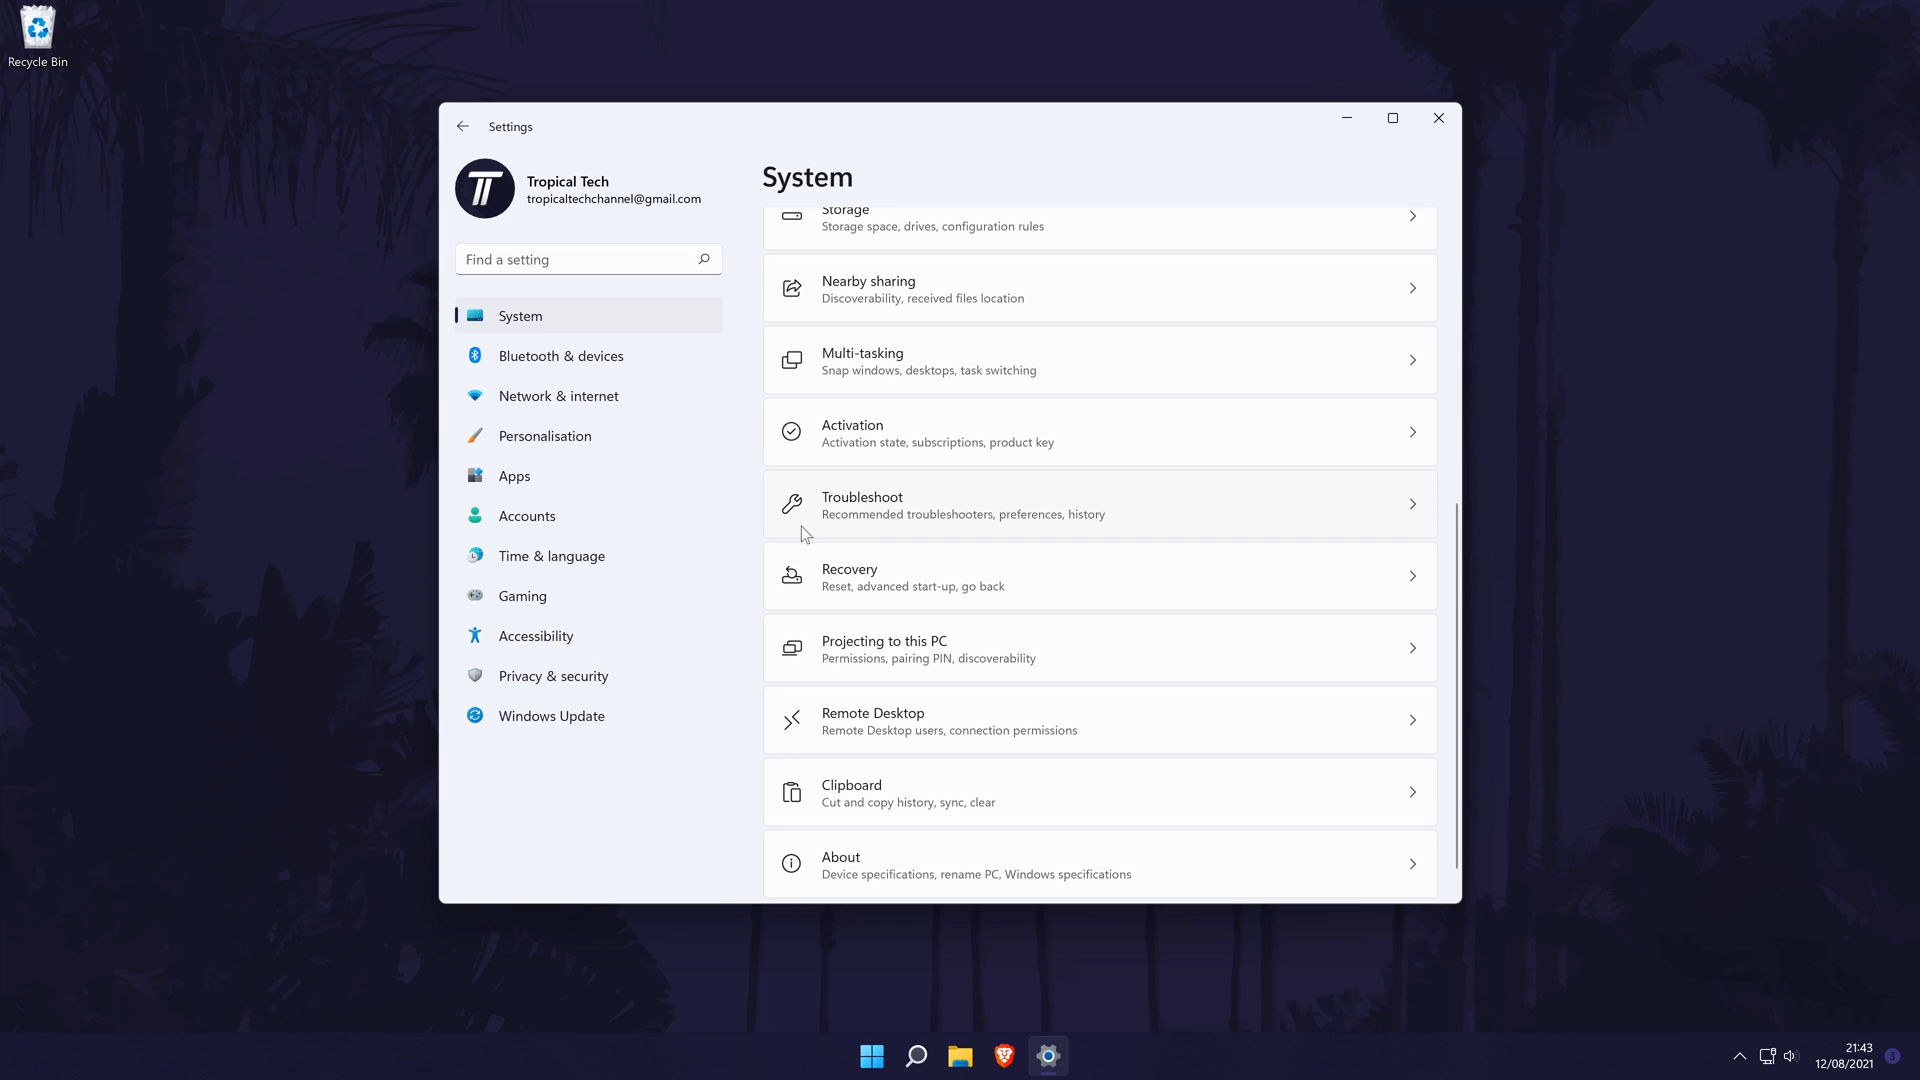 Recycle Bin
Settings
Tropical Tech
tropicaltechchannel@gmail.com
Find a setting
System
Bluetooth & devices
Network & internet
Personalisation
Apps
Accounts
Time & language
Gaming
Accessibility
Privacy & security
Windows Update
System
Storage
Storage space, drives, configuration rules
Nearby sharing
Discoverability, received files location
Multi-tasking
Snap windows, desktops, task switching
Activation
Activation state, subscriptions, product key
Troubleshoot
Recommended troubleshooters, preferences, history
Recovery
Reset, advanced start-up, go back
Projecting to this PC
Permissions, pairing PIN, discoverability
Remote Desktop
Remote Desktop users, connection permissions
Clipboard
Cut and copy history, sync, clear
About
Device specifications, rename PC, Windows specifications
21:43
12/08/2021
3